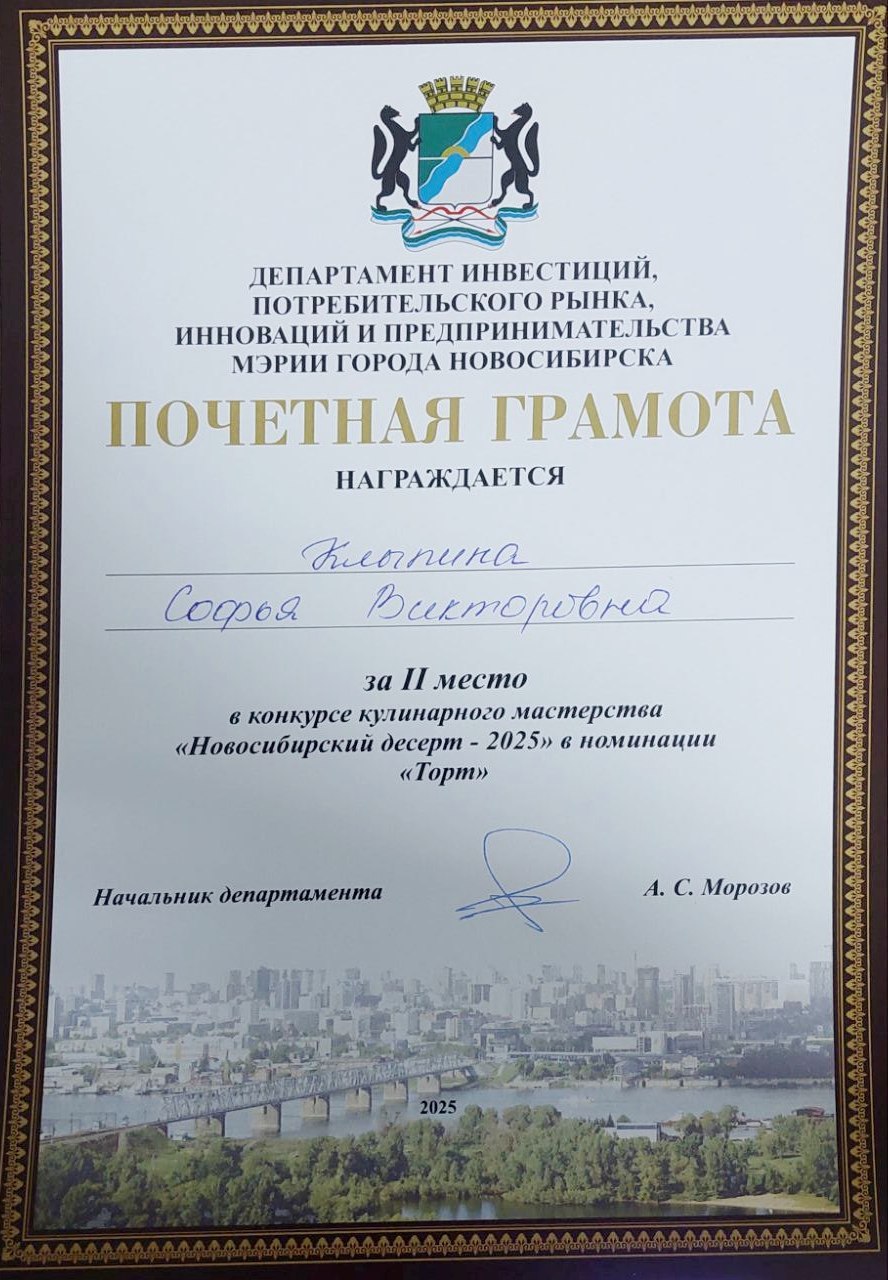 ДЕПАРТАМЕНТ ИНВЕСТИЦИЙ,
ПОТРЕБИТЕЛЬСКОГО РЫНКА,
ИННОВАЦИЙ И ПРЕДПРИНИМАТЕЛЬСТВА
МЭРИИ ГОРОДА НОВОСИБИРСКА
ПОЧЕТНАЯ ГРАМОТА
НАГРАЖДАЕТСЯ
Клыпина
Софья Викторовна
за II место
в конкурсе кулинарного мастерства
«Новосибирский десерт - 2025» в номинации
«Торт»
Начальник департамента А. С. Морозов
2025